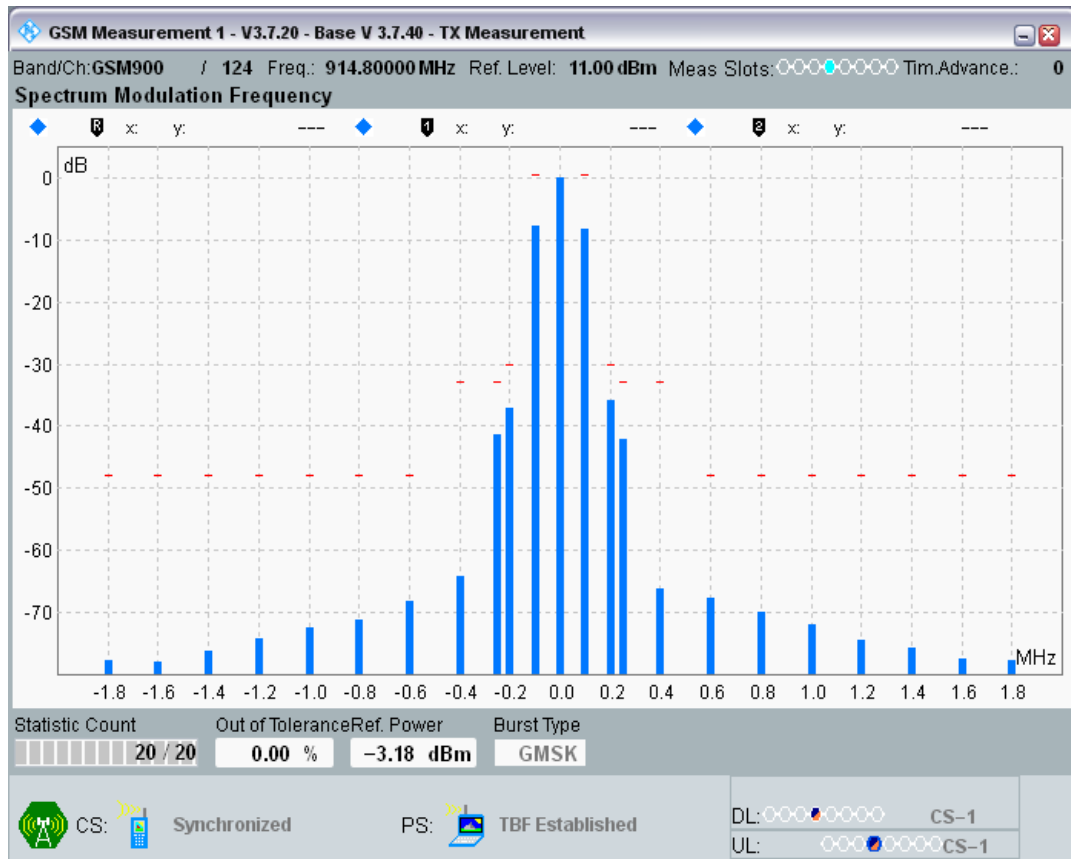 GSM Measurement 1 - V3.7.20 - Base V 3.7.40 - TX Measurement
Band/Ch:GSM900 / 124 Freq.: 914.80000 MHz Ref. Level: 11.00 dBm Meas Slots: Tim.Advance.: 0
Spectrum Modulation Frequency
R x: y: --- 1 x: y: --- 2 x: y: ---
dB
0
-10
-20
-30
-40
-50
-60
-70
MHz
-1.8 -1.6 -1.4 -1.2 -1.0 -0.8 -0.6 -0.4 -0.2 0.0 0.2 0.4 0.6 0.8 1.0 1.2 1.4 1.6 1.8
Statistic Count Out of Tolerance Ref. Power Burst Type
20 / 20 0.00 % −3.18 dBm GMSK
CS: Synchronized PS: TBF Established
DL: CS−1
UL: CS−1